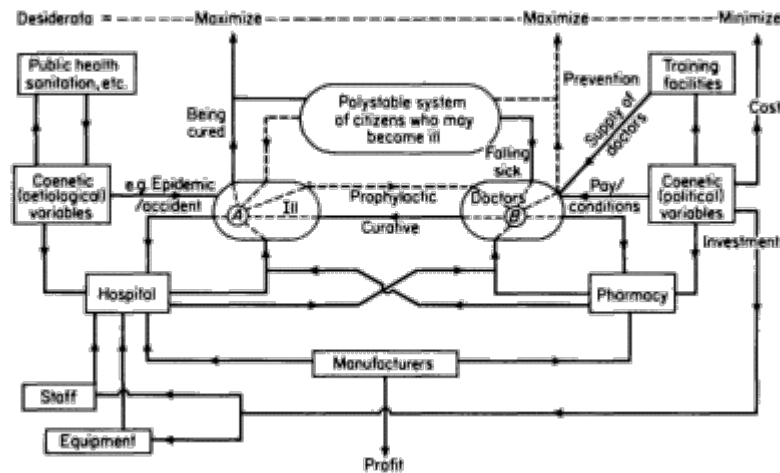 Desiderata Maximize Maximize Minimize
Public health
sanitation, etc.
Being
cured
Polystable system
of citizens who may
become ill
Prevention
Training
facilities
Supply of
doctors
Cost
Falling
sick
Coenetic
(aetiological)
variables
e.g. Epidemic
/accident
A
Ill
Prophylactic
Curative
Doctors
B
Pay/
conditions
Coenetic
(political)
variables
Investment
Hospital
Pharmacy
Manufacturers
Staff
Equipment
Profit